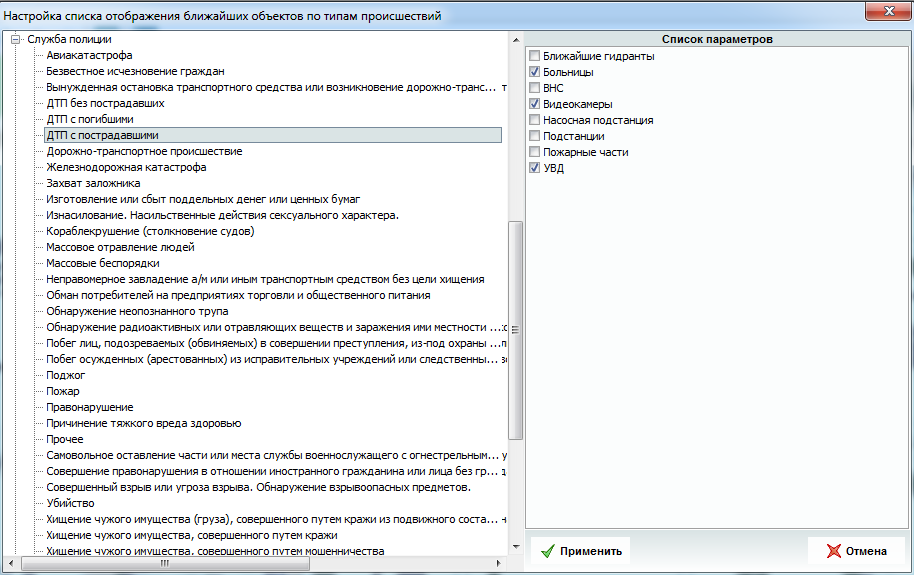 Настройка списка отображения ближайших объектов по типам происшествий
Служба полиции
Авиакатастрофа
Безвестное исчезновение граждан
Вынужденная остановка транспортного средства или возникновение дорожно-транс... т
ДТП без пострадавших
ДТП с погибшими
ДТП с пострадавшими
Дорожно-транспортное происшествие
Железнодорожная катастрофа
Захват заложника
Изготовление или сбыт поддельных денег или ценных бумаг
Изнасилование. Насильственные действия сексуального характера.
Кораблекрушение (столкновение судов)
Массовое отравление людей
Массовые беспорядки
Неправомерное завладение а/м или иным транспортным средством без цели хищения
Обман потребителей на предприятиях торговли и общественного питания
Обнаружение неопознанного трупа
Обнаружение радиоактивных или отравляющих веществ и заражения ими местности ...
Побег лиц, подозреваемых (обвиняемых) в совершении преступления, из-под охраны ...
Побег осужденных (арестованных) из исправительных учреждений или следственны...
Поджог
Пожар
Правонарушение
Причинение тяжкого вреда здоровью
Прочее
Самовольное оставление части или места службы военнослужащего с огнестрельным... у
Совершение правонарушения в отношении иностранного гражданина или лица без гр...
Совершенный взрыв или угроза взрыва. Обнаружение взрывоопасных предметов.
Убийство
Хищение чужого имущества (груза), совершенного путем кражи из подвижного соста...
Хищение чужого имущества, совершенного путем кражи
Хищение чужого имущества, совершенного путем мошенничества
Список параметров
Ближайшие гидранты
Больницы
ВНС
Видеокамеры
Насосная подстанция
Подстанции
Пожарные части
УВД
Применить
Отмена